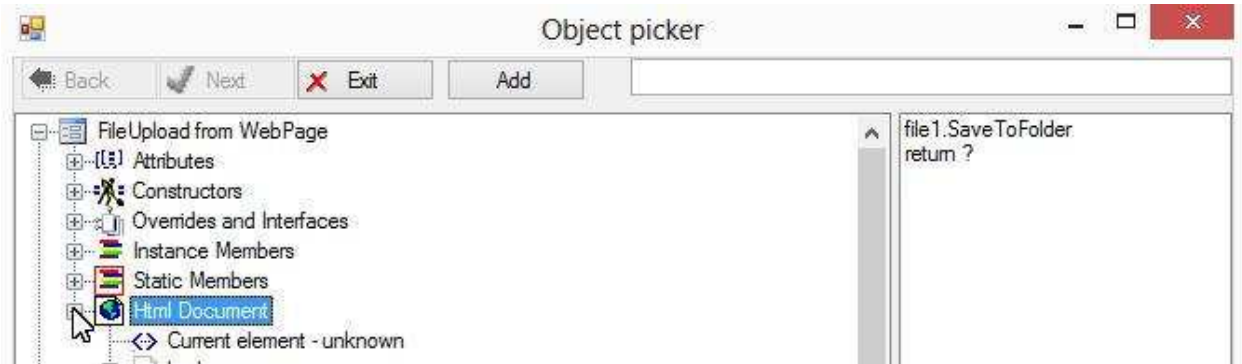 Object picker
Back Next Exit Add
FileUpload from WebPage
Attributes
Constructors
Overrides and Interfaces
Instance Members
Static Members
Html Document
Current element - unknown
file1.SaveToFolder
return ?